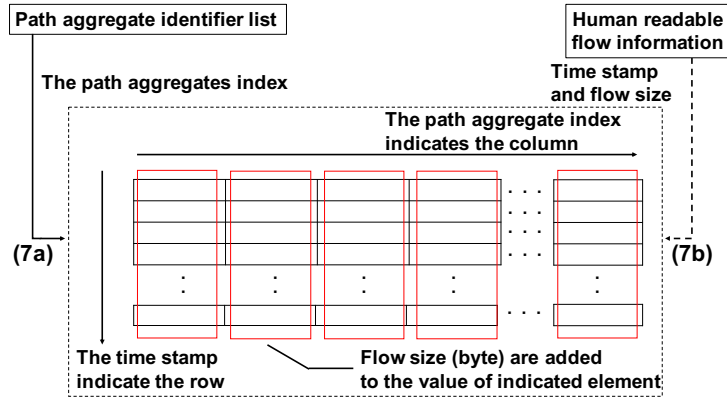 Path aggregate identifier list
Human readable
flow information
The path aggregates index
Time stamp
and flow size
The path aggregate index
indicates the column
(7a)
(7b)
The time stamp
indicate the row
Flow size (byte) are added
to the value of indicated element